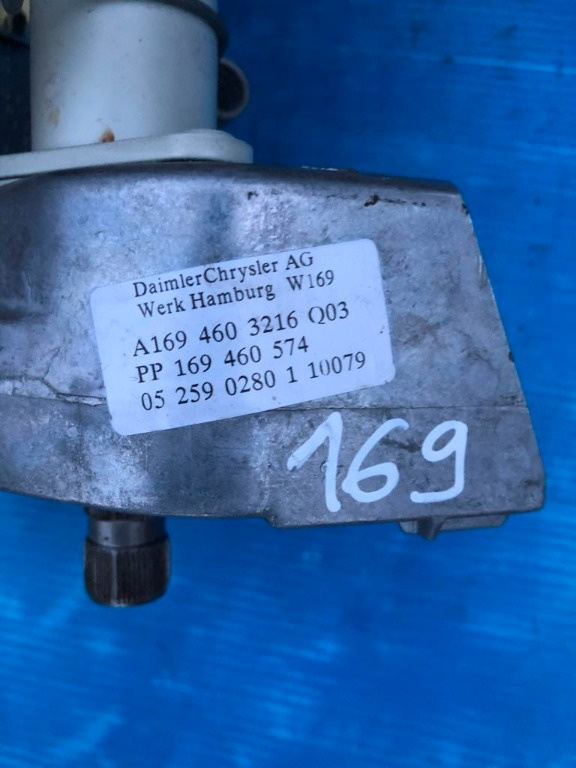 DaimlerChrysler AG
Werk Hamburg W169
A169 460 3216 Q03
PP 169 460 574
05 259 0280 1 10079
169